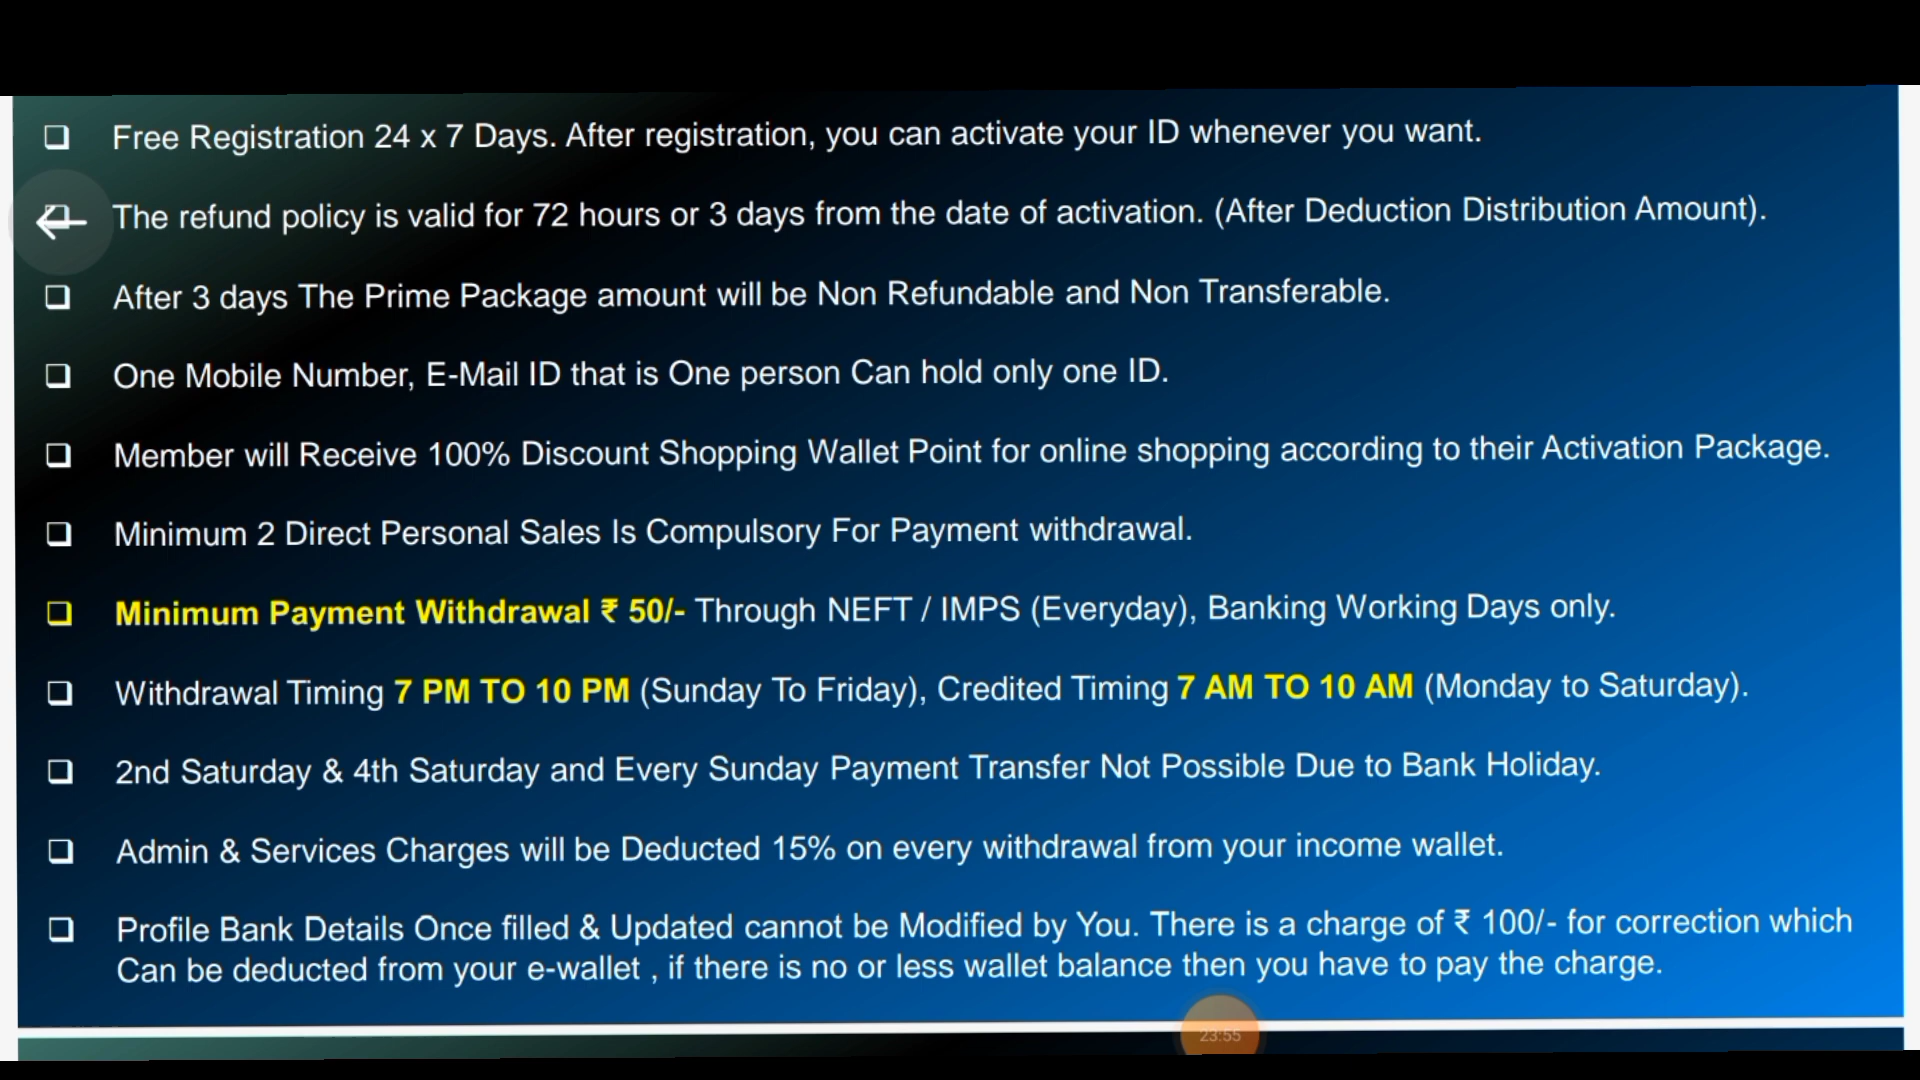 Free Registration 24 x 7 Days. After registration, you can activate your ID whenever you want.
The refund policy is valid for 72 hours or 3 days from the date of activation. (After Deduction Distribution Amount).
After 3 days The Prime Package amount will be Non Refundable and Non Transferable.
One Mobile Number, E-Mail ID that is One person Can hold only one ID.
Member will Receive 100% Discount Shopping Wallet Point for online shopping according to their Activation Package.
Minimum 2 Direct Personal Sales Is Compulsory For Payment withdrawal.
Minimum Payment Withdrawal ₹ 50/- Through NEFT / IMPS (Everyday), Banking Working Days only.
Withdrawal Timing 7 PM TO 10 PM (Sunday To Friday), Credited Timing 7 AM TO 10 AM (Monday to Saturday).
2nd Saturday & 4th Saturday and Every Sunday Payment Transfer Not Possible Due to Bank Holiday.
Admin & Services Charges will be Deducted 15% on every withdrawal from your income wallet.
Profile Bank Details Once filled & Updated cannot be Modified by You. There is a charge of ₹ 100/- for correction which
Can be deducted from your e-wallet , if there is no or less wallet balance then you have to pay the charge.
23:55